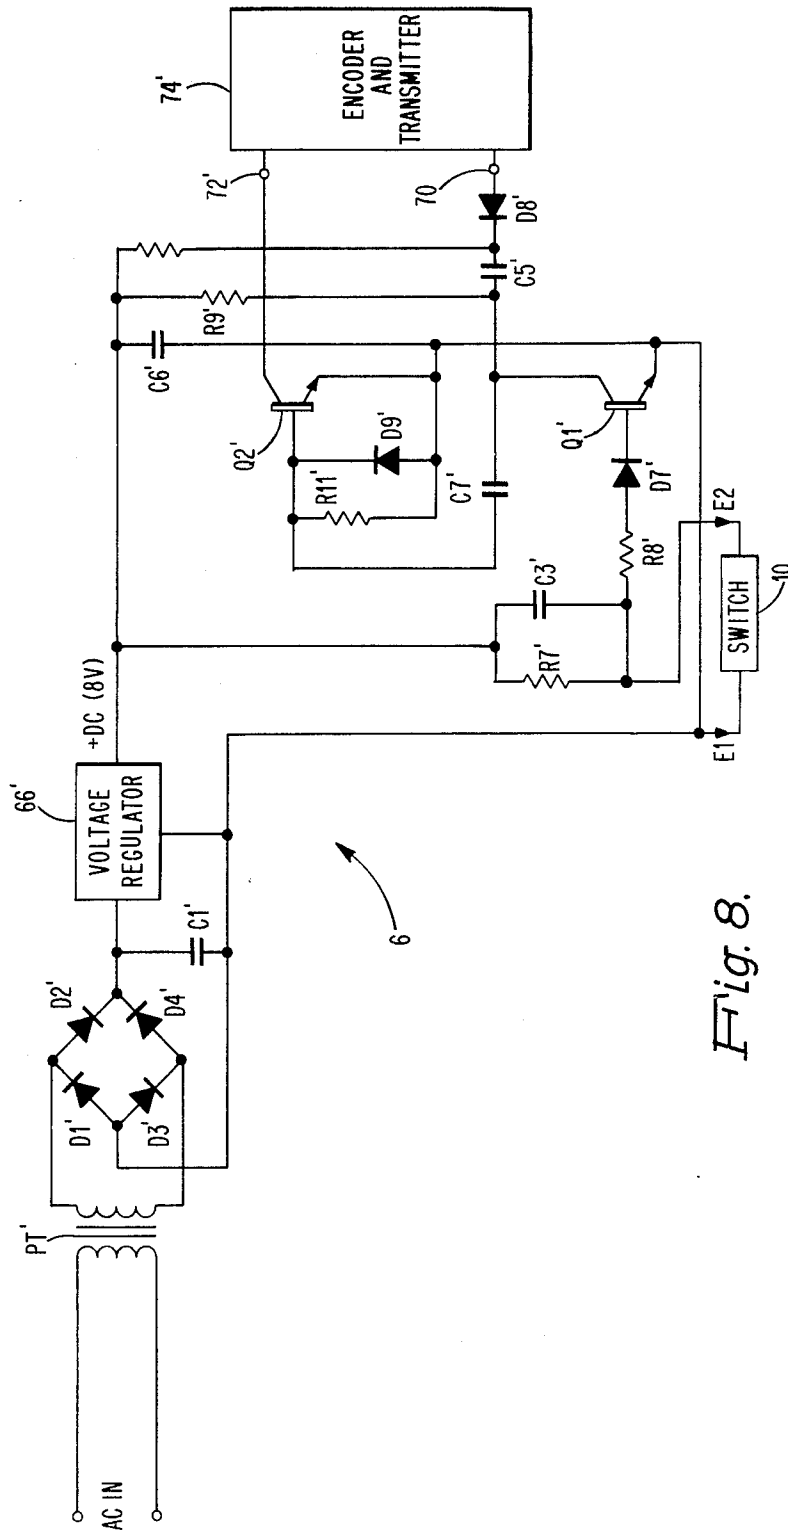 AC IN
PT'
D1'
D2'
D3'
D4'
C1'
66'
VOLTAGE
REGULATOR
+DC (8V)
C6'
R9'
72'
74'
ENCODER
AND
TRANSMITTER
70
D8'
C5'
Q2'
D9'
R11'
C7'
Q1'
D7'
R8'
C3'
R7'
E1
E2
SWITCH
10
6
Fig. 8.